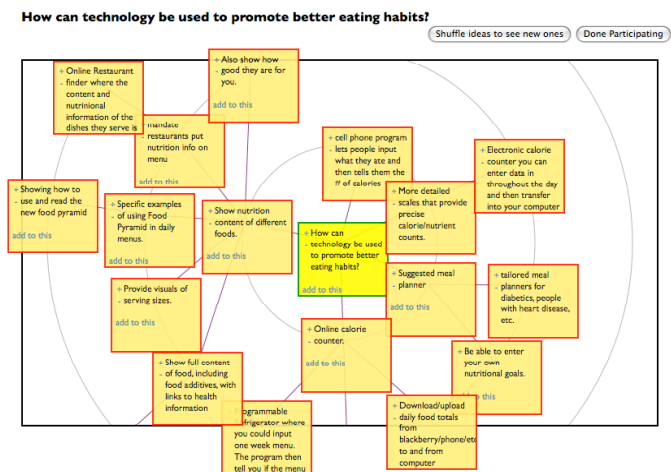 How can technology be used to promote better eating habits?
Shuffle ideas to see new ones
Done Participating
+ Also show how
- good they are for
you.
add to this
+ Online Restaurant
- finder where the
content and
nutrinional
information of the
dishes they serve is
mandate
- restaurants put
nutrition info on
menu
add to this
+ cell phone program
- lets people input
what they ate and
then tells them the
# of calories
+ Electronic calorie
- counter you can
enter data in
throughout the day
and then transfer
into your computer
+ Showing how to
- use and read the
new food pyramid
add to this
+ Specific examples
- of using Food
Pyramid in daily
menus.
add to this
+ Show nutrition
- content of different
foods.
add to this
+ More detailed
- scales that provide
precise
calorie/nutrient
counts.
+ How can
- technology be used
to promote better
eating habits?
add to this
+ Suggested meal
- planner
add to this
+ tailored meal
- planners for
diabetics, people
with heart disease,
etc.
+ Provide visuals of
- serving sizes.
add to this
+ Online calorie
- counter.
add to this
+ Be able to enter
- your own
nutritional goals.
add to this
+ Show full content
- of food, including
food additives, with
links to health
information
Programmable
refrigerator where
you could input
one week menu.
The program then
tell you if the menu
+ Download/upload
- daily food totals
from
blackberry/phone/etc
to and from
computer